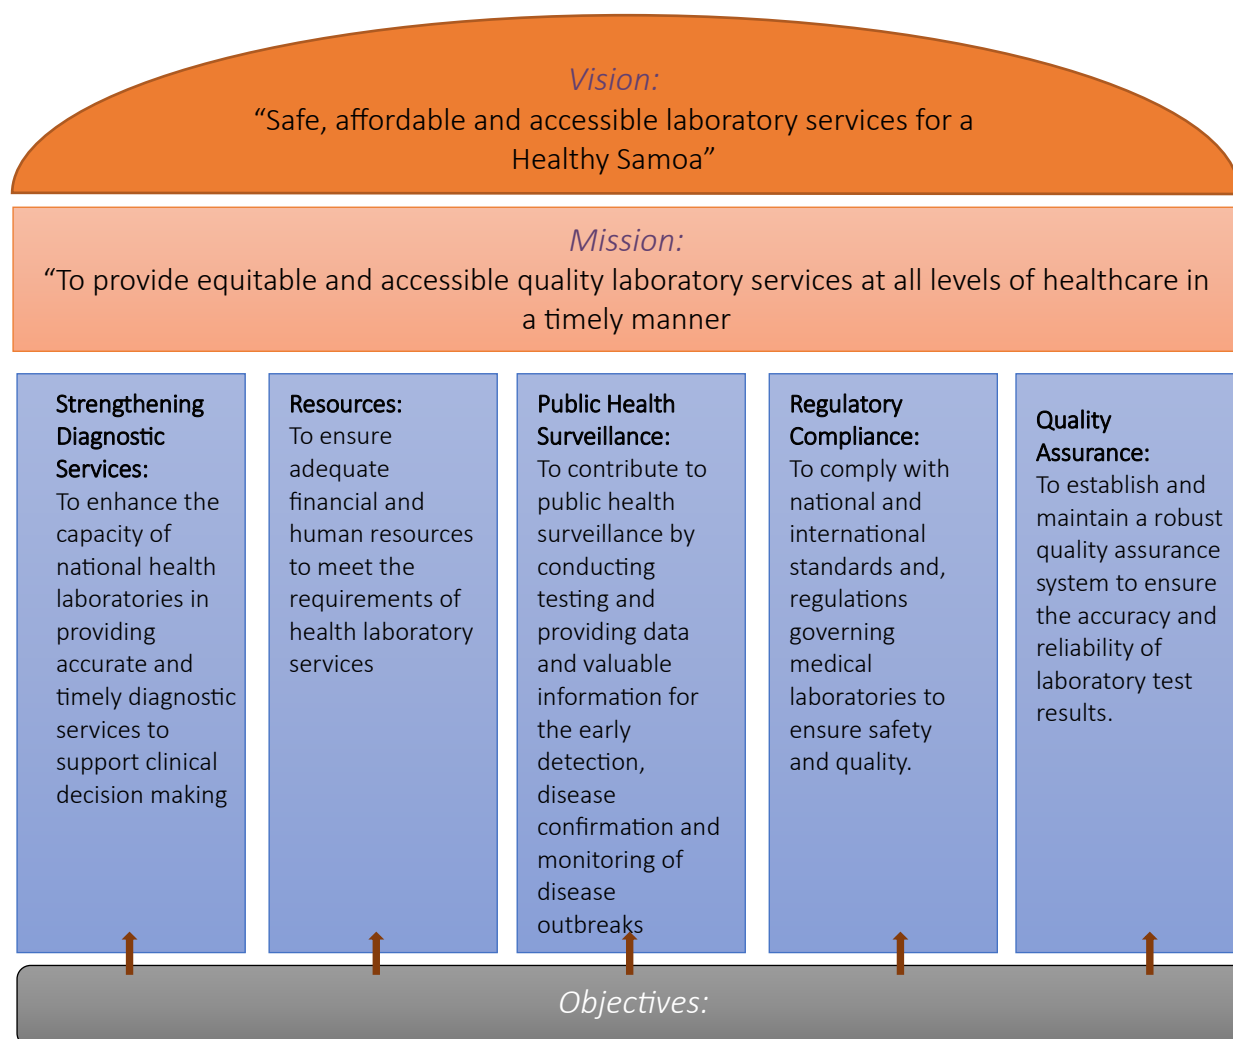 Vision:
“Safe, affordable and accessible laboratory services for a
Healthy Samoa”
Mission:
“To provide equitable and accessible quality laboratory services at all levels of healthcare in
a timely manner
Strengthening
Diagnostic
Services:
To enhance the
capacity of
national health
laboratories in
providing
accurate and
timely diagnostic
services to
support clinical
decision making
Resources:
To ensure
adequate
financial and
human resources
to meet the
requirements of
health laboratory
services
Public Health
Surveillance:
To contribute to
public health
surveillance by
conducting
testing and
providing data
and valuable
information for
the early
detection,
disease
confirmation and
monitoring of
disease
outbreaks
Regulatory
Compliance:
To comply with
national and
international
standards and,
regulations
governing
medical
laboratories to
ensure safety
and quality.
Quality
Assurance:
To establish and
maintain a robust
quality assurance
system to ensure
the accuracy and
reliability of
laboratory test
results.
Objectives: